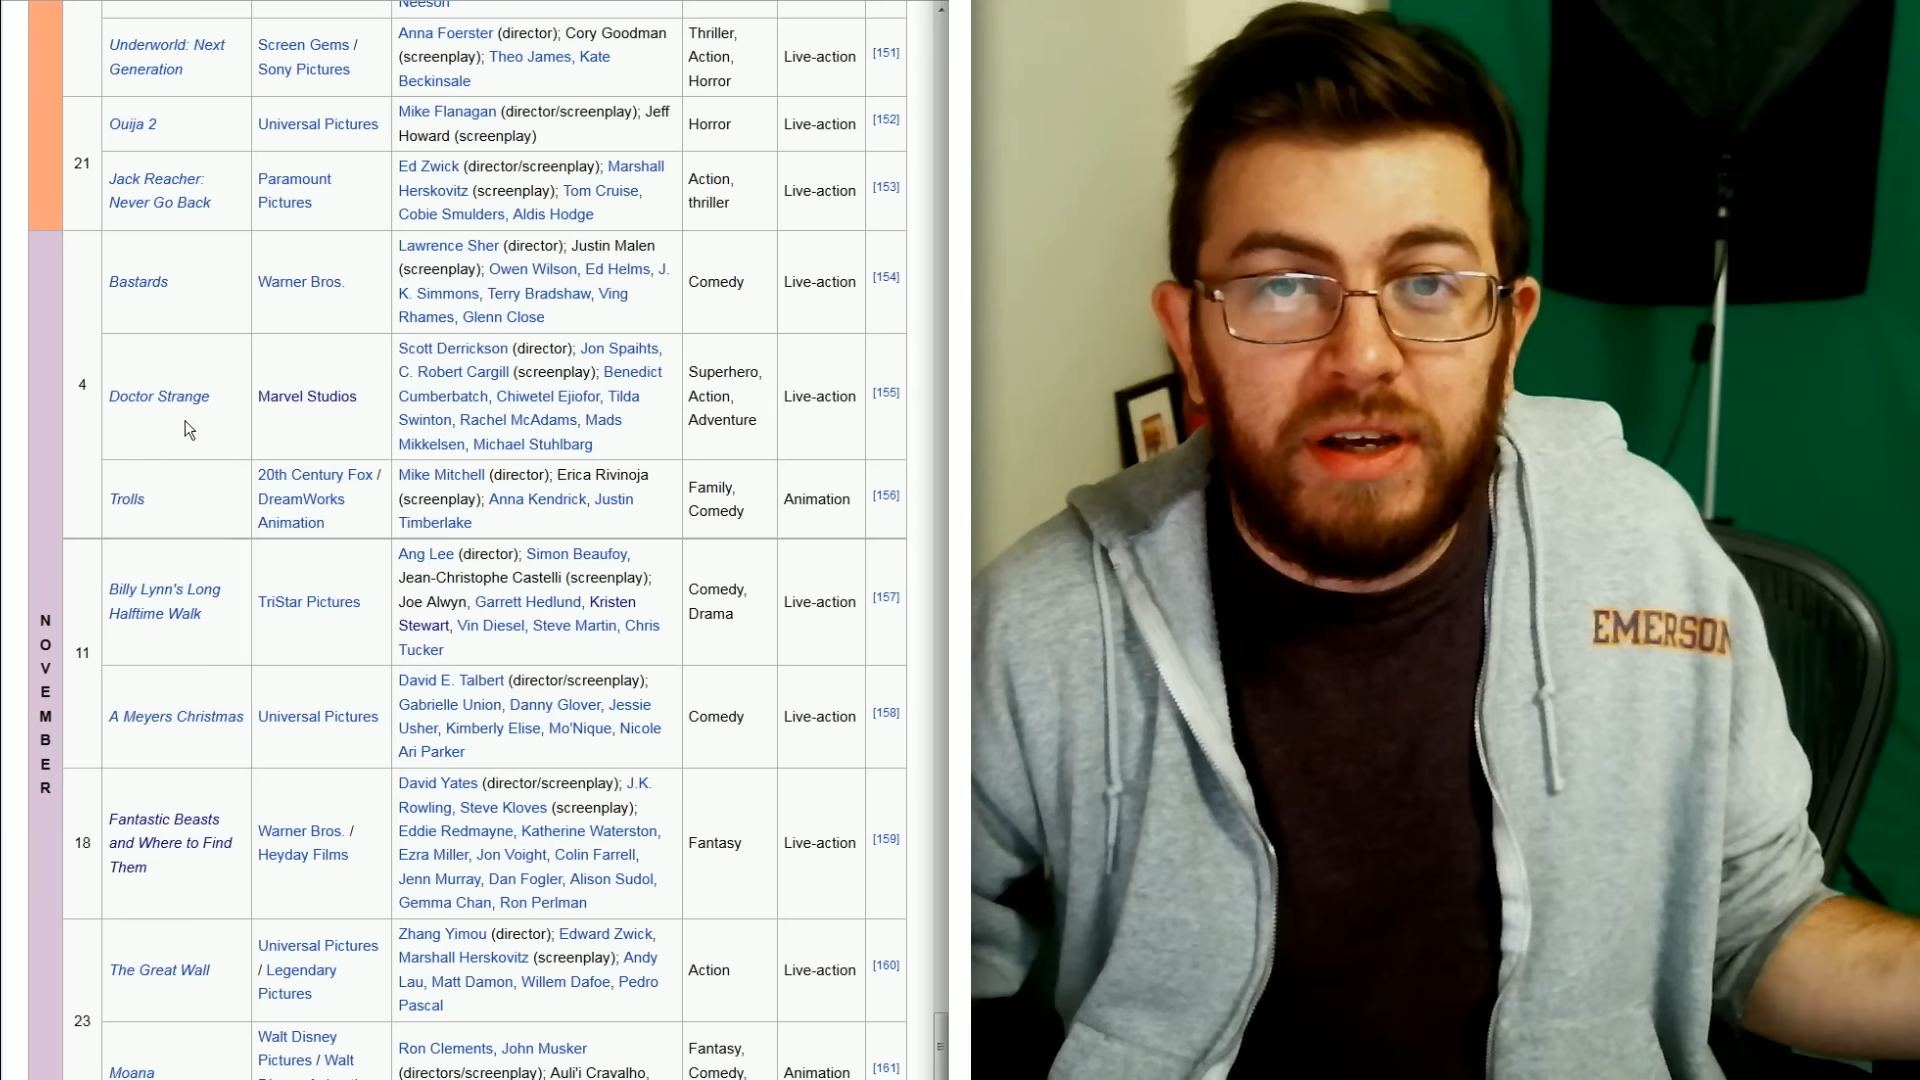 Neeson
Underworld: Next
Generation
Screen Gems /
Sony Pictures
Anna Foerster (director); Cory Goodman
(screenplay); Theo James, Kate
Beckinsale
Thriller,
Action,
Horror
Live-action
[151]
21
Ouija 2
Universal Pictures
Mike Flanagan (director/screenplay); Jeff
Howard (screenplay)
Horror
Live-action
[152]
Jack Reacher:
Never Go Back
Paramount
Pictures
Ed Zwick (director/screenplay); Marshall
Herskovitz (screenplay); Tom Cruise,
Cobie Smulders, Aldis Hodge
Action,
thriller
Live-action
[153]
N
O
V
E
M
B
E
R
4
Bastards
Warner Bros.
Lawrence Sher (director); Justin Malen
(screenplay); Owen Wilson, Ed Helms, J.
K. Simmons, Terry Bradshaw, Ving
Rhames, Glenn Close
Comedy
Live-action
[154]
Doctor Strange
Marvel Studios
Scott Derrickson (director); Jon Spaihts,
C. Robert Cargill (screenplay); Benedict
Cumberbatch, Chiwetel Ejiofor, Tilda
Swinton, Rachel McAdams, Mads
Mikkelsen, Michael Stuhlbarg
Superhero,
Action,
Adventure
Live-action
[155]
Trolls
20th Century Fox /
DreamWorks
Animation
Mike Mitchell (director); Erica Rivinoja
(screenplay); Anna Kendrick, Justin
Timberlake
Family,
Comedy
Animation
[156]
11
Billy Lynn's Long
Halftime Walk
TriStar Pictures
Ang Lee (director); Simon Beaufoy,
Jean-Christophe Castelli (screenplay);
Joe Alwyn, Garrett Hedlund, Kristen
Stewart, Vin Diesel, Steve Martin, Chris
Tucker
Comedy,
Drama
Live-action
[157]
A Meyers Christmas
Universal Pictures
David E. Talbert (director/screenplay);
Gabrielle Union, Danny Glover, Jessie
Usher, Kimberly Elise, Mo'Nique, Nicole
Ari Parker
Comedy
Live-action
[158]
18
Fantastic Beasts
and Where to Find
Them
Warner Bros. /
Heyday Films
David Yates (director/screenplay); J.K.
Rowling, Steve Kloves (screenplay);
Eddie Redmayne, Katherine Waterston,
Ezra Miller, Jon Voight, Colin Farrell,
Jenn Murray, Dan Fogler, Alison Sudol,
Gemma Chan, Ron Perlman
Fantasy
Live-action
[159]
23
The Great Wall
Universal Pictures
/ Legendary
Pictures
Zhang Yimou (director); Edward Zwick,
Marshall Herskovitz (screenplay); Andy
Lau, Matt Damon, Willem Dafoe, Pedro
Pascal
Action
Live-action
[160]
Moana
Walt Disney
Pictures / Walt
Ron Clements, John Musker
(directors/screenplay); Auli'i Cravalho,
Fantasy,
Comedy,
Animation
[161]
EMERSON